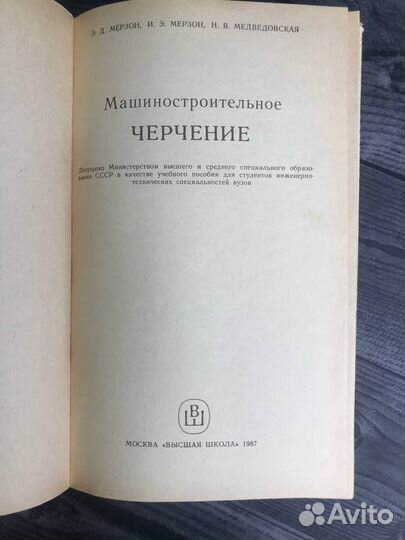 Э. Д. МЕРЗОН, И. Э. МЕРЗОН, Н. В. МЕДВЕДОВСКАЯ
Машиностроительное
ЧЕРЧЕНИЕ
Допущено Министерством высшего и среднего специального образо-
вания СССР в качестве учебного пособия для студентов инженерно-
технических специальностей вузов
ВШ
МОСКВА «ВЫСШАЯ ШКОЛА» 1987
Avito